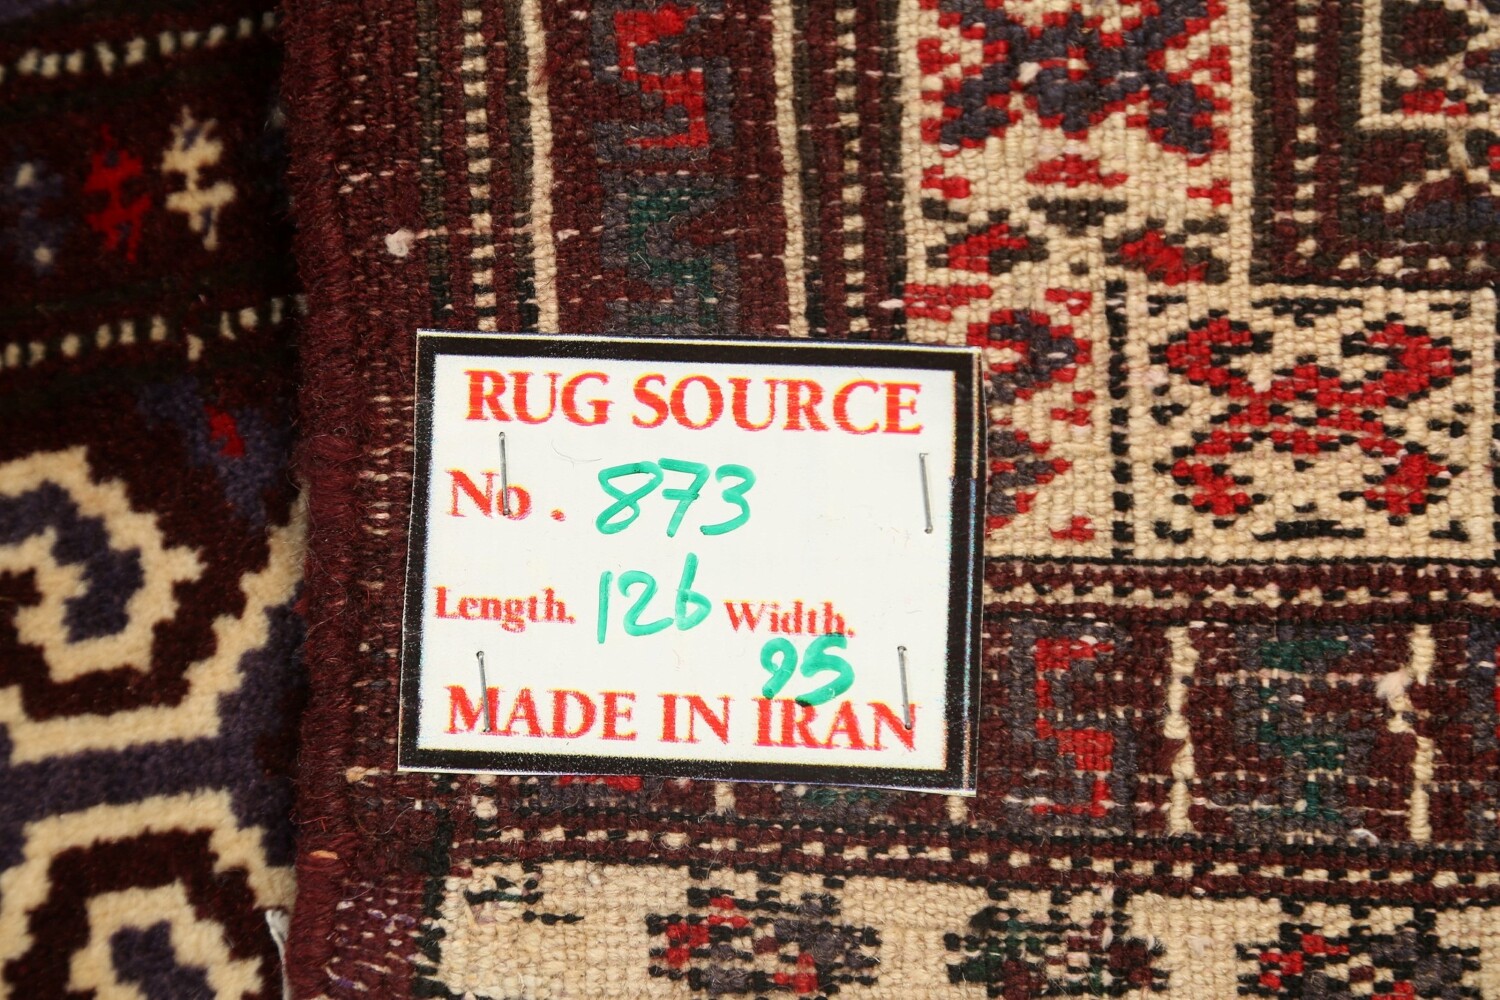 RUG SOURCE
No. 873
Length. 126 Width. 95
MADE IN IRAN